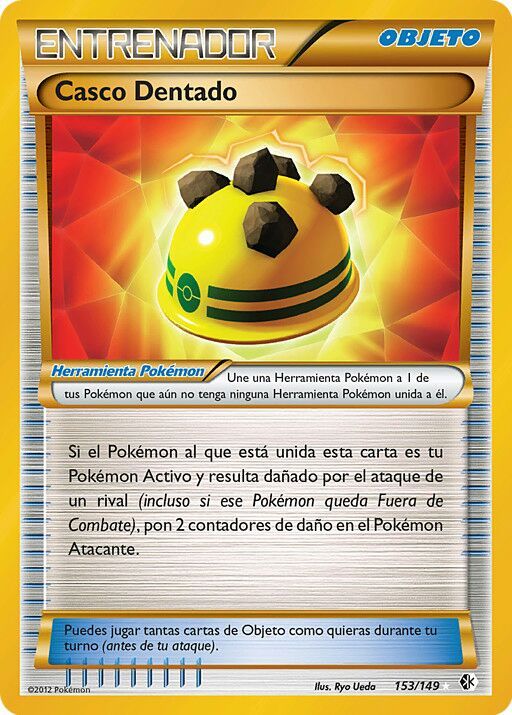 ENTRENADOR
OBJETO
Casco Dentado
Herramienta Pokémon
Une una Herramienta Pokémon a 1 de
tus Pokémon que aún no tenga ninguna Herramienta Pokémon unida a él.
Si el Pokémon al que está unida esta carta es tu
Pokémon Activo y resulta dañado por el ataque de
un rival (incluso si ese Pokémon queda Fuera de
Combate), pon 2 contadores de daño en el Pokémon
Atacante.
Puedes jugar tantas cartas de Objeto como quieras durante tu
turno (antes de tu ataque).
©2012 Pokémon
Ilus. Ryo Ueda
153/149